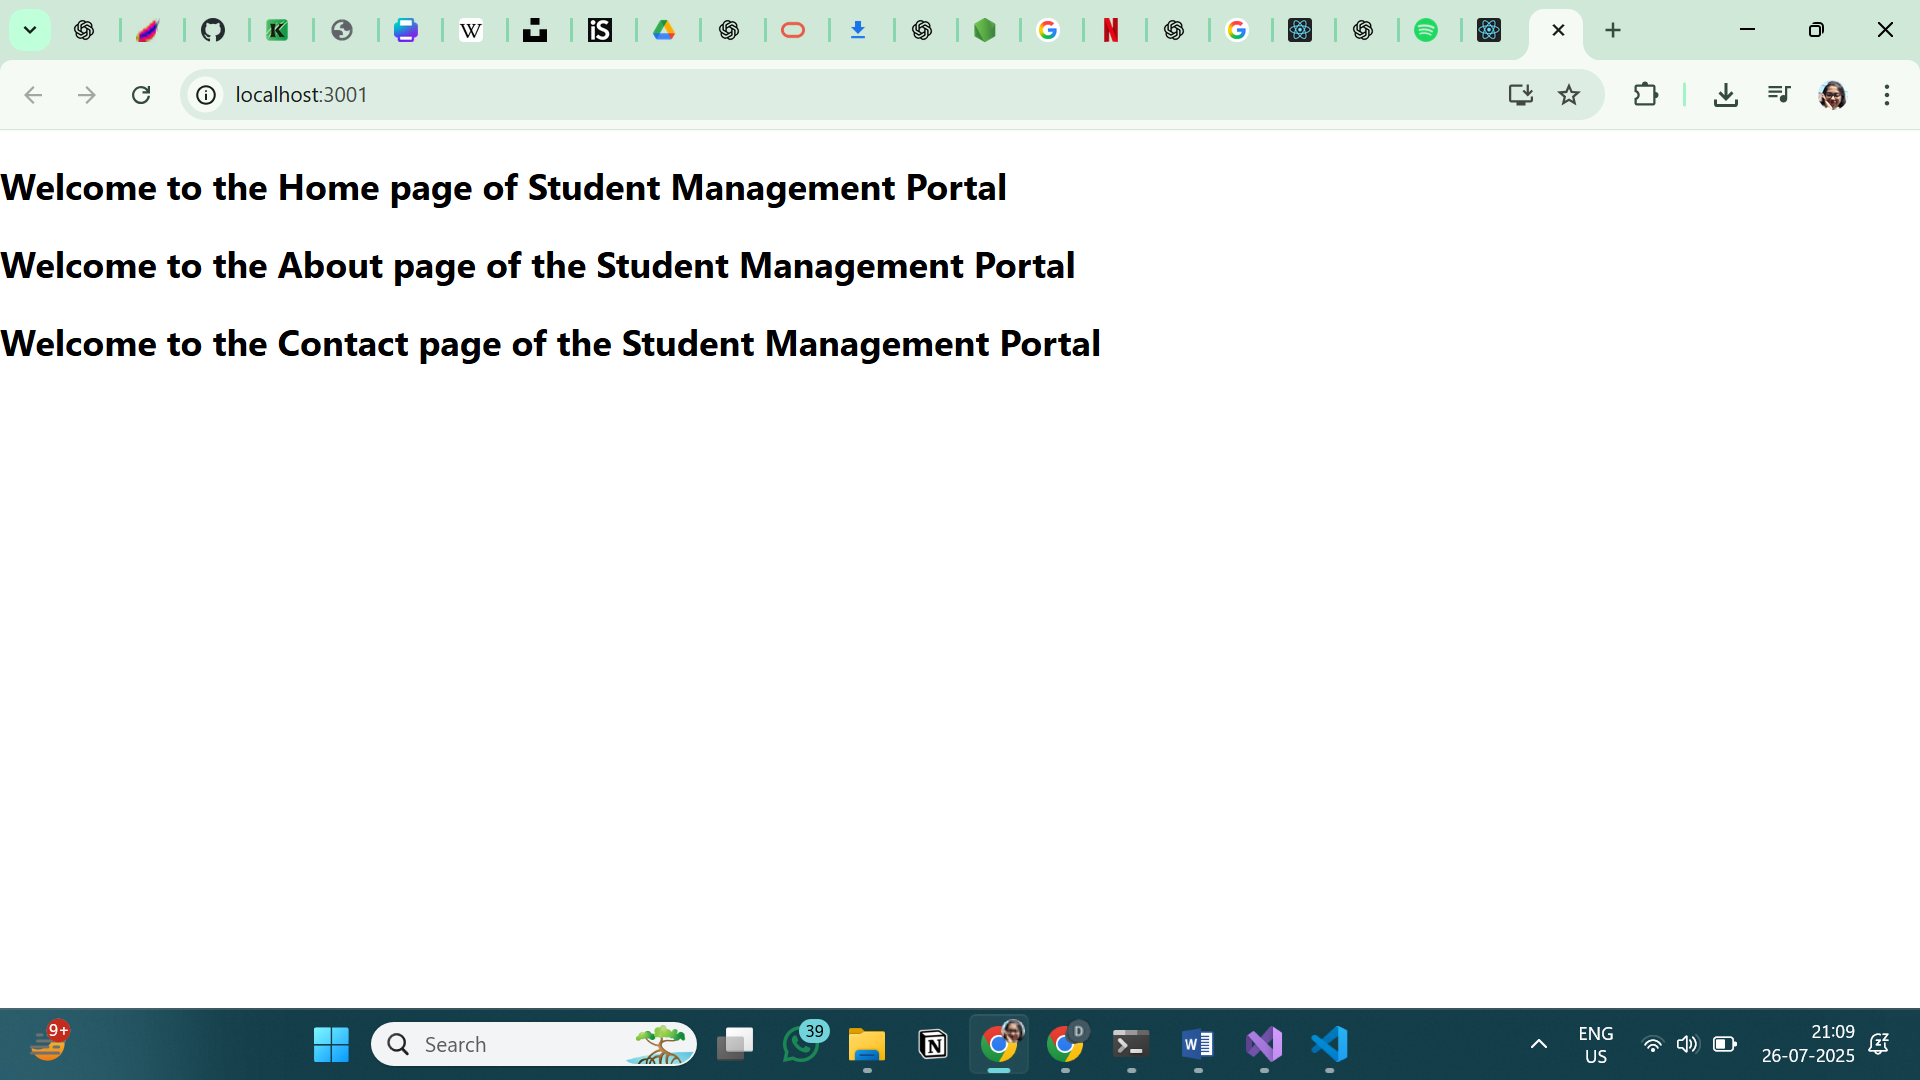 localhost:3001
Welcome to the Home page of Student Management Portal
Welcome to the About page of the Student Management Portal
Welcome to the Contact page of the Student Management Portal
9+
Search
39
D
ENG
US
21:09
26-07-2025